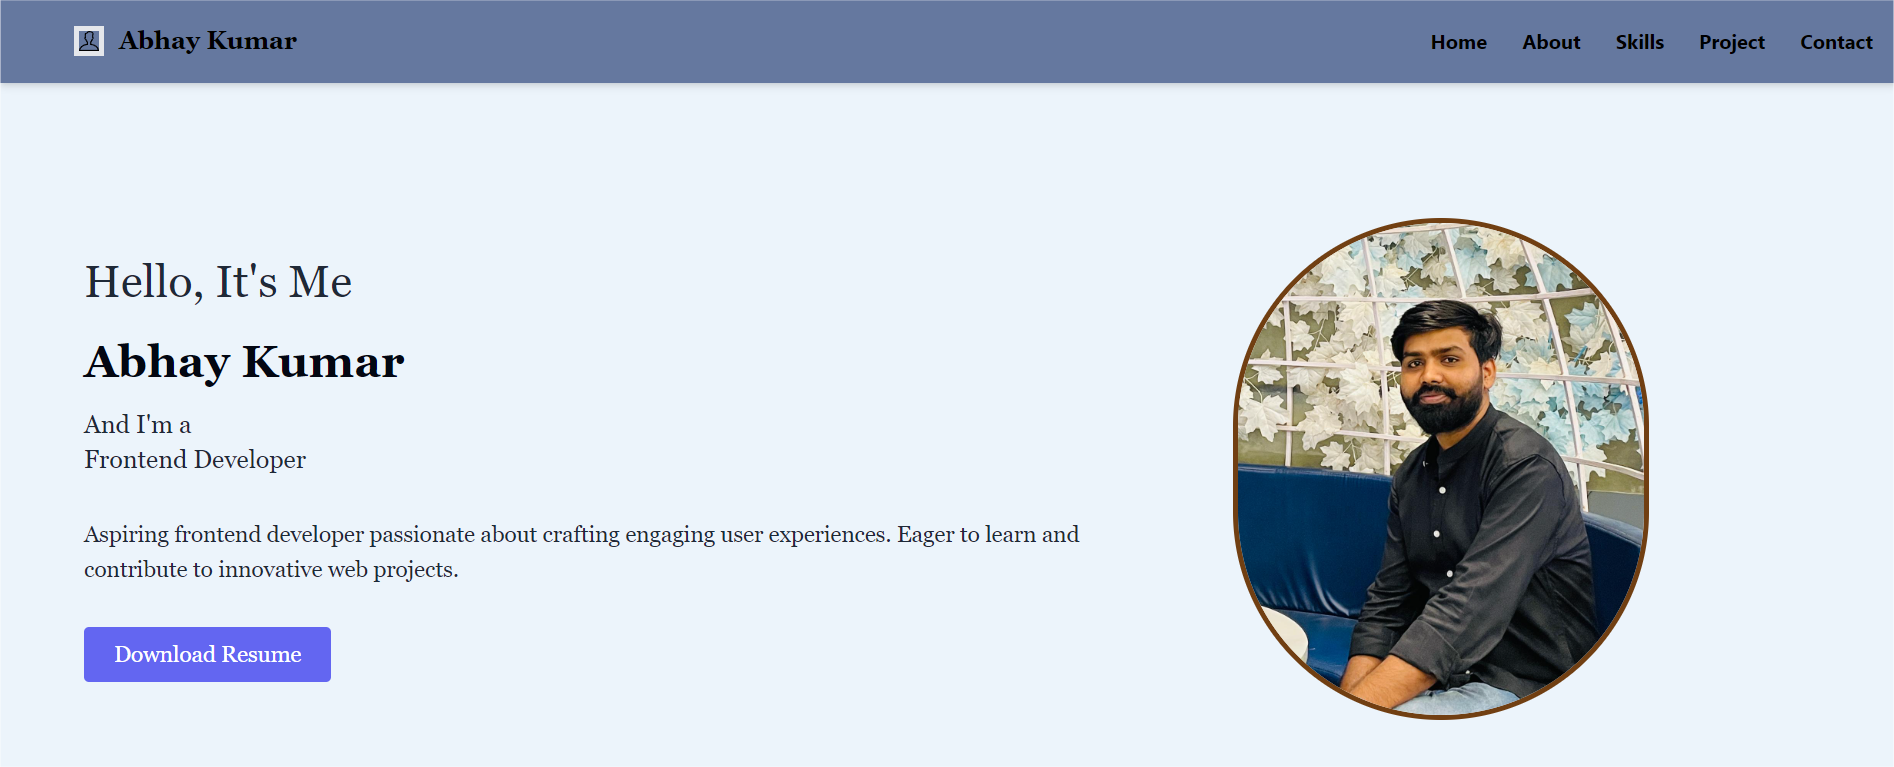 Abhay Kumar
Home About Skills Project Contact
Hello, It's Me
Abhay Kumar
And I'm a
Frontend Developer
Aspiring frontend developer passionate about crafting engaging user experiences. Eager to learn and
contribute to innovative web projects.
Download Resume